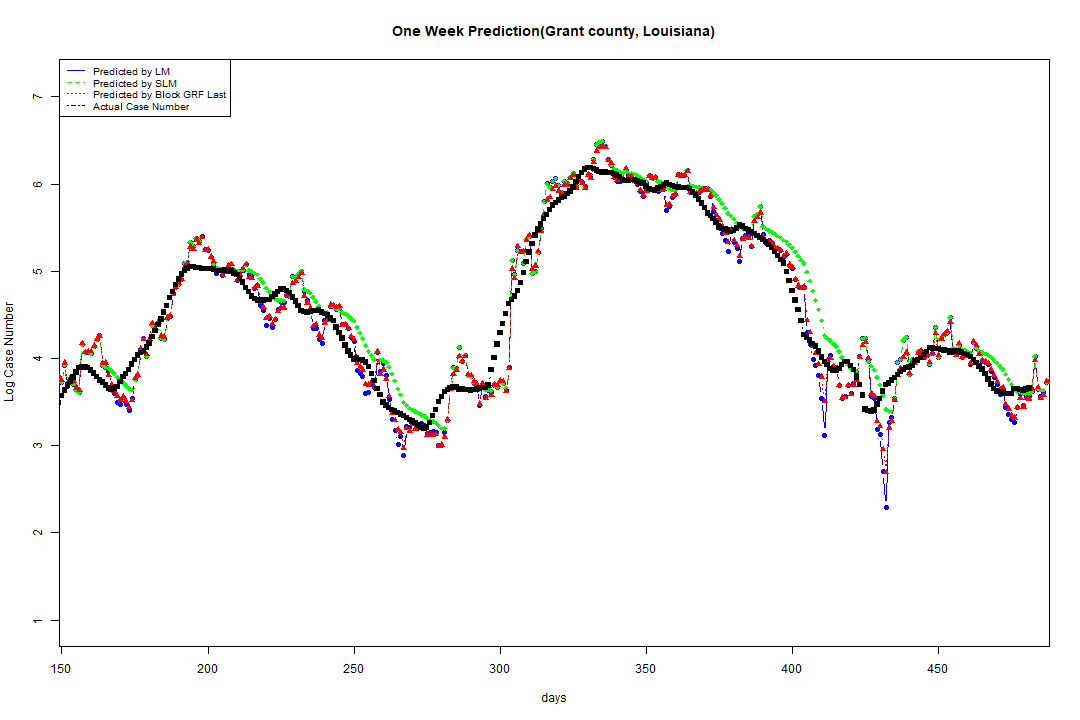 One Week Prediction(Grant county, Louisiana)
Predicted by LM
Predicted by SLM
Predicted by Block GRF Last
Actual Case Number
7
6
5
4
3
2
1
Log Case Number
150 200 250 300 350 400 450
days